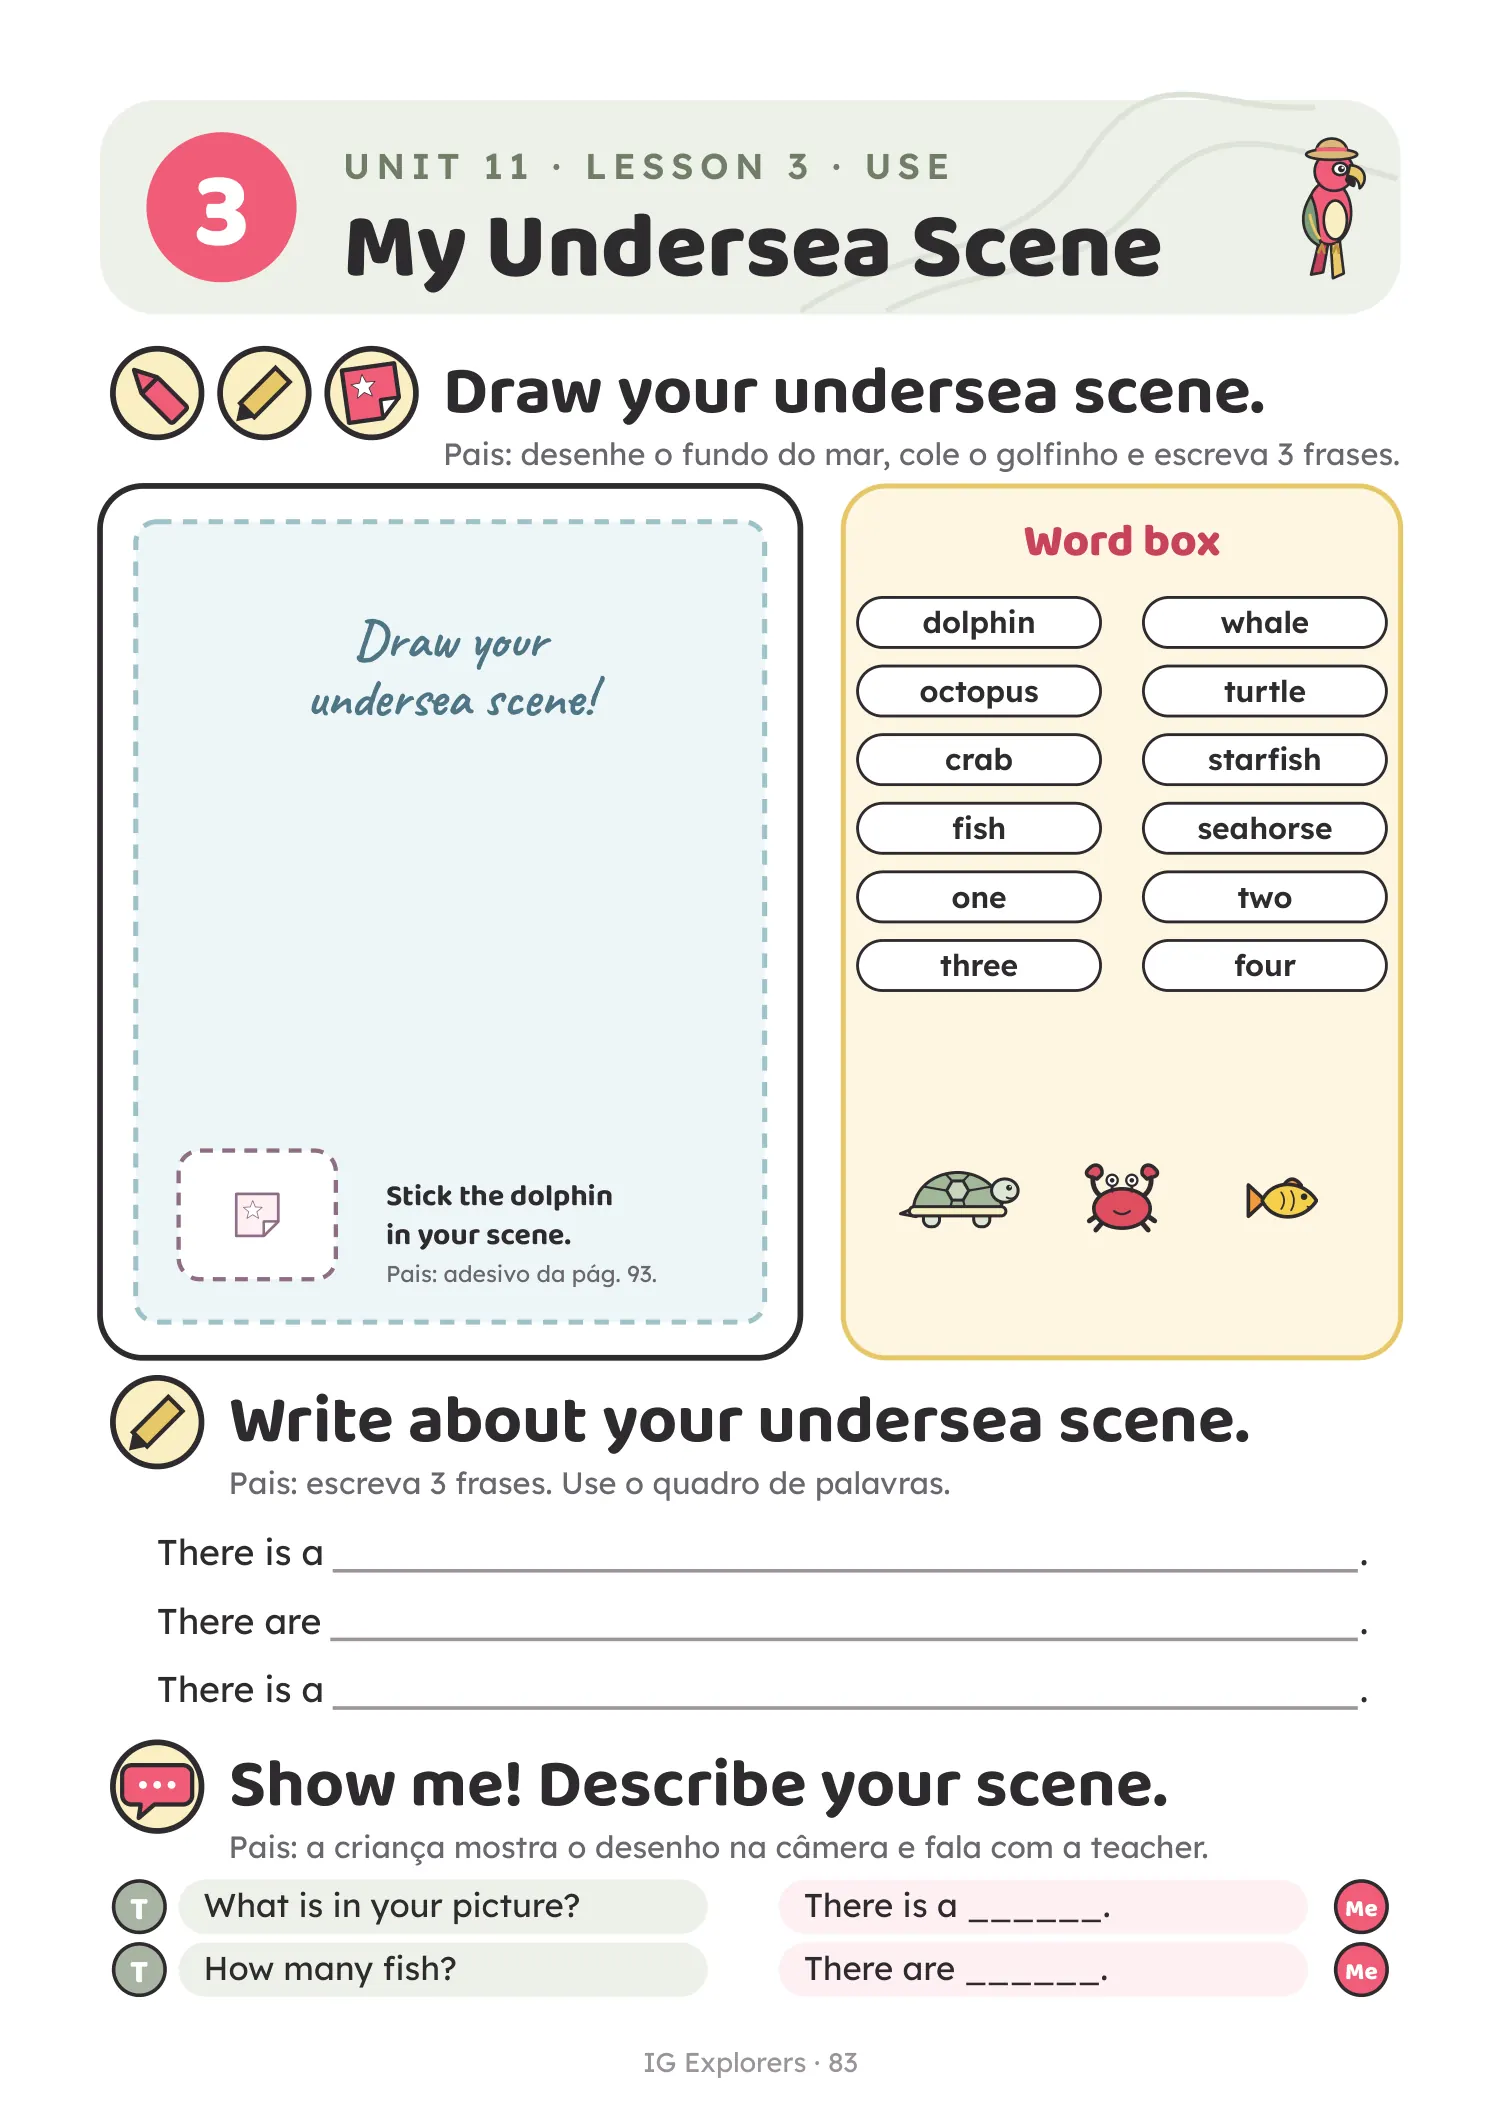 3
UNIT 11 · LESSON 3 · USE
My Undersea Scene
Draw your undersea scene.
Pais: desenhe o fundo do mar, cole o golfinho e escreva 3 frases.
Draw your
undersea scene!
Stick the dolphin
in your scene.
Pais: adesivo da pág. 93.
Word box
dolphin whale
octopus turtle
crab starfish
fish seahorse
one two
three four
Write about your undersea scene.
Pais: escreva 3 frases. Use o quadro de palavras.
There is a ______.
There are ______.
There is a ______.
Show me! Describe your scene.
Pais: a criança mostra o desenho na câmera e fala com a teacher.
T What is in your picture? There is a ______. Me
T How many fish? There are ______. Me
IG Explorers · 83